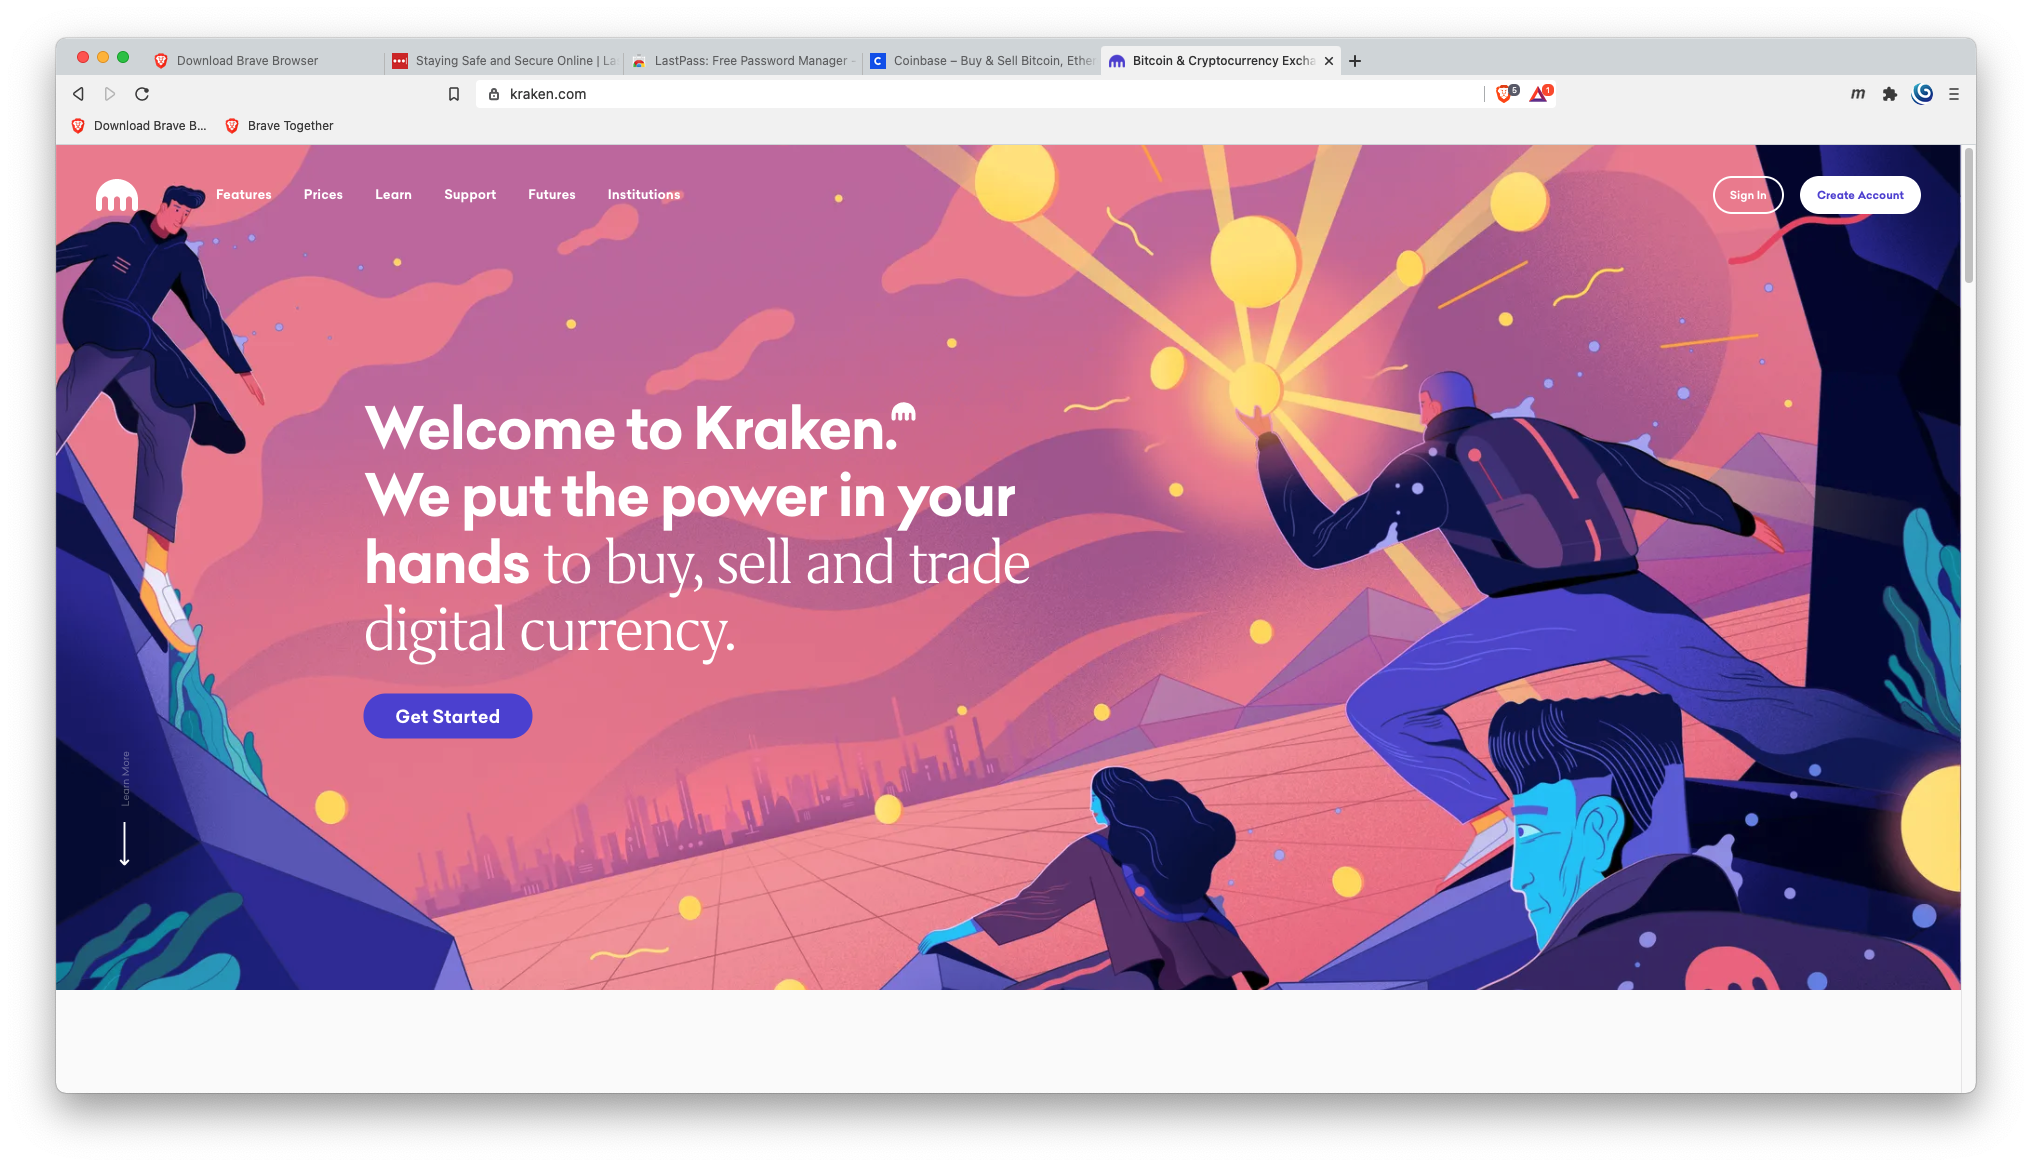 Download Brave Browser
Staying Safe and Secure Online | La
LastPass: Free Password Manager -
Coinbase – Buy & Sell Bitcoin, Ether
Bitcoin & Cryptocurrency Excha
kraken.com
5
1
m
Download Brave B...
Brave Together
Features
Prices
Learn
Support
Futures
Institutions
Sign In
Create Account
Welcome to Kraken.
We put the power in your
hands to buy, sell and trade
digital currency.
Get Started
Learn More